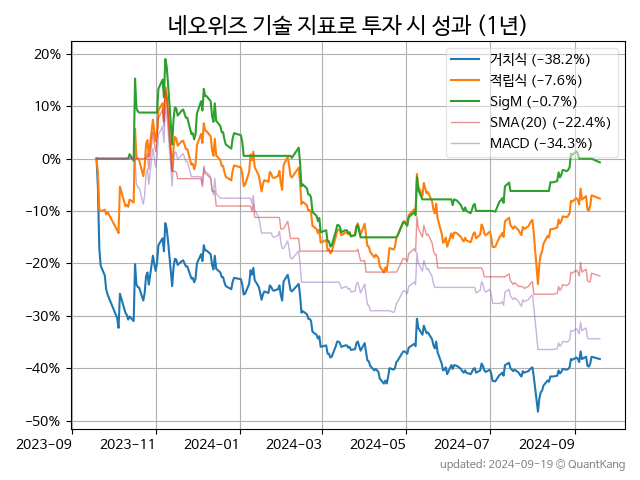 네오위즈 기술 지표로 투자 시 성과 (1년)
거치식 (−38.2%)
적립식 (−7.6%)
SigM (−0.7%)
SMA(20) (−22.4%)
MACD (−34.3%)
20%
10%
0%
−10%
−20%
−30%
−40%
−50%
2023-09 2023-11 2024-01 2024-03 2024-05 2024-07 2024-09
updated: 2024-09-19 @ QuantKang